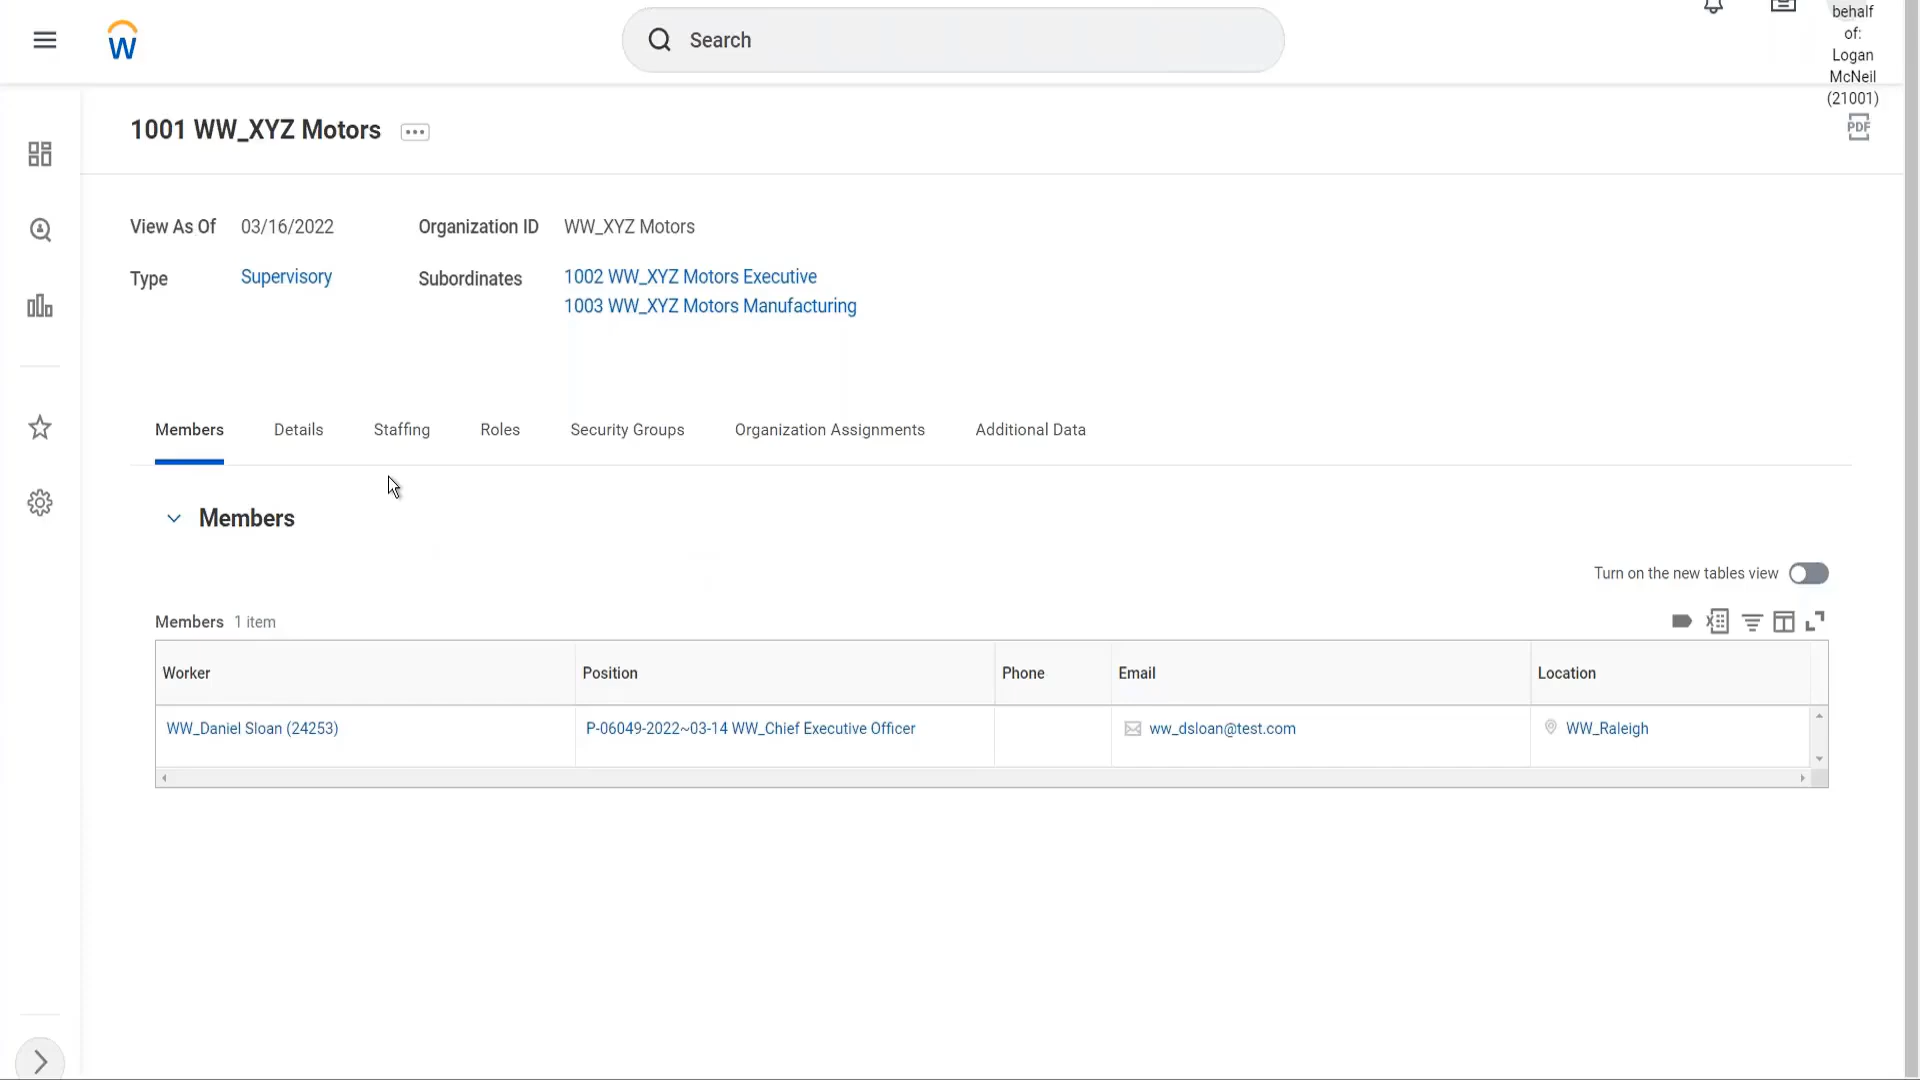 W
Search
behalf
of:
Logan
McNeil
(21001)
1001 WW_XYZ Motors
PDF
View As Of 03/16/2022 Organization ID WW_XYZ Motors
Type Supervisory Subordinates 1002 WW_XYZ Motors Executive
1003 WW_XYZ Motors Manufacturing
Members Details Staffing Roles Security Groups Organization Assignments Additional Data
Members
Turn on the new tables view
Members 1 item
Worker Position Phone Email Location
WW_Daniel Sloan (24253) P-06049-2022~03-14 WW_Chief Executive Officer ww_dsloan@test.com WW_Raleigh